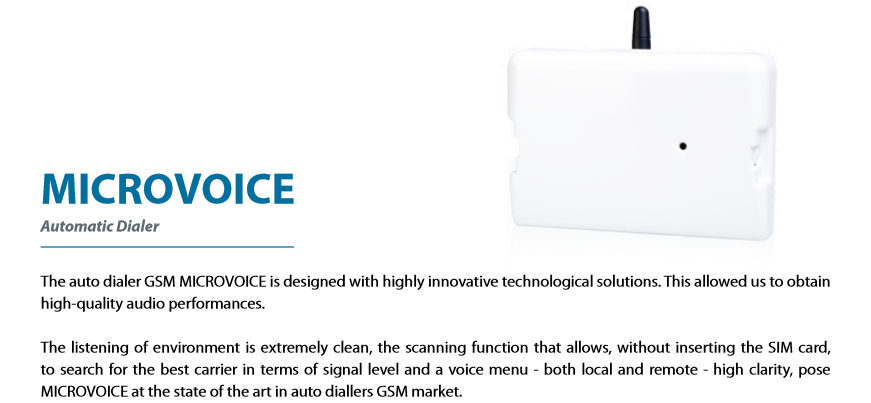 MICROVOICE
Automatic Dialer
The auto dialer GSM MICROVOICE is designed with highly innovative technological solutions. This allowed us to obtain
high-quality audio performances.
The listening of environment is extremely clean, the scanning function that allows, without inserting the SIM card,
to search for the best carrier in terms of signal level and a voice menu - both local and remote - high clarity, pose
MICROVOICE at the state of the art in auto diallers GSM market.